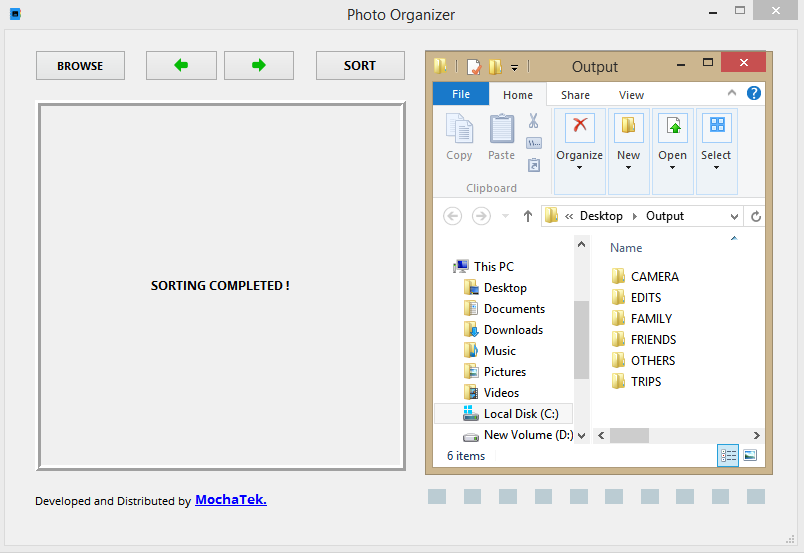 Photo Organizer
BROWSE
SORT
SORTING COMPLETED !
Developed and Distributed by MochaTek.
Output
File Home Share View
Copy Paste
Clipboard
Organize New Open Select
« Desktop Output
Name
This PC
Desktop
Documents
Downloads
Music
Pictures
Videos
Local Disk (C:)
New Volume (D:)
CAMERA
EDITS
FAMILY
FRIENDS
OTHERS
TRIPS
6 items